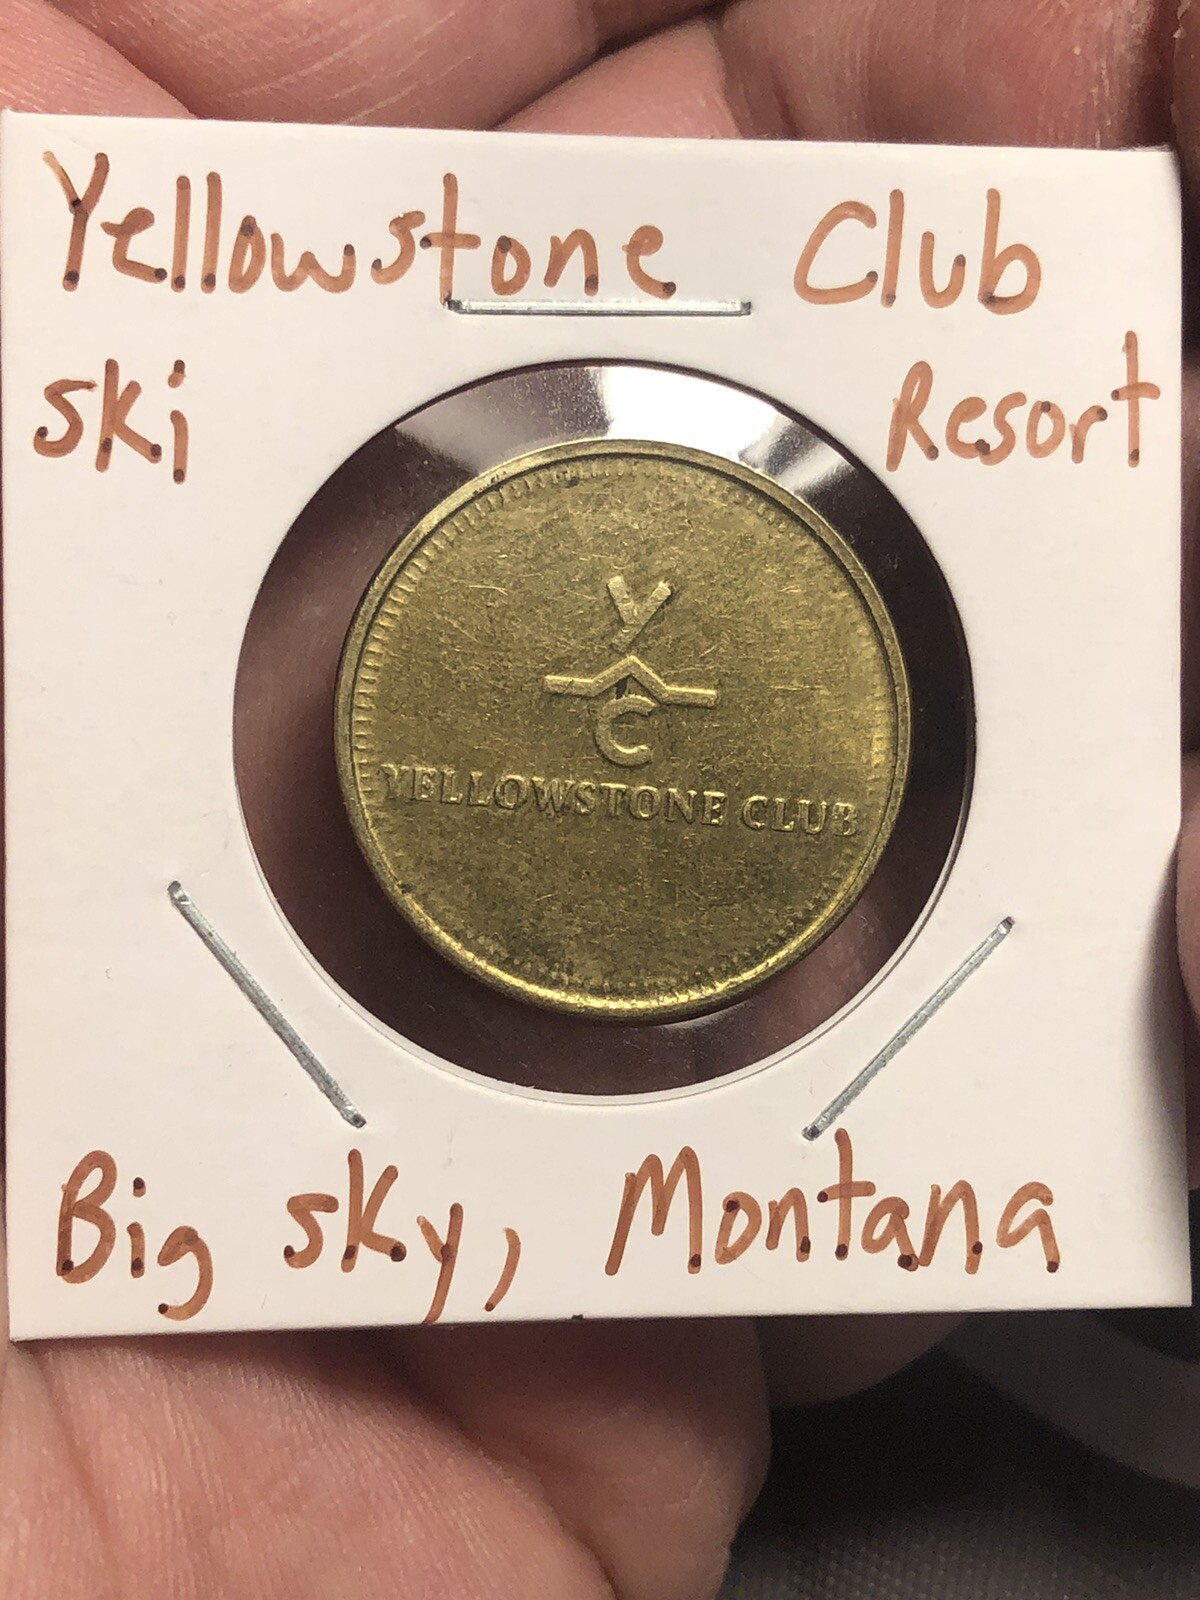 Yellowstone Club
ski Resort
Y
C
YELLOWSTONE CLUB
Big sky, Montana